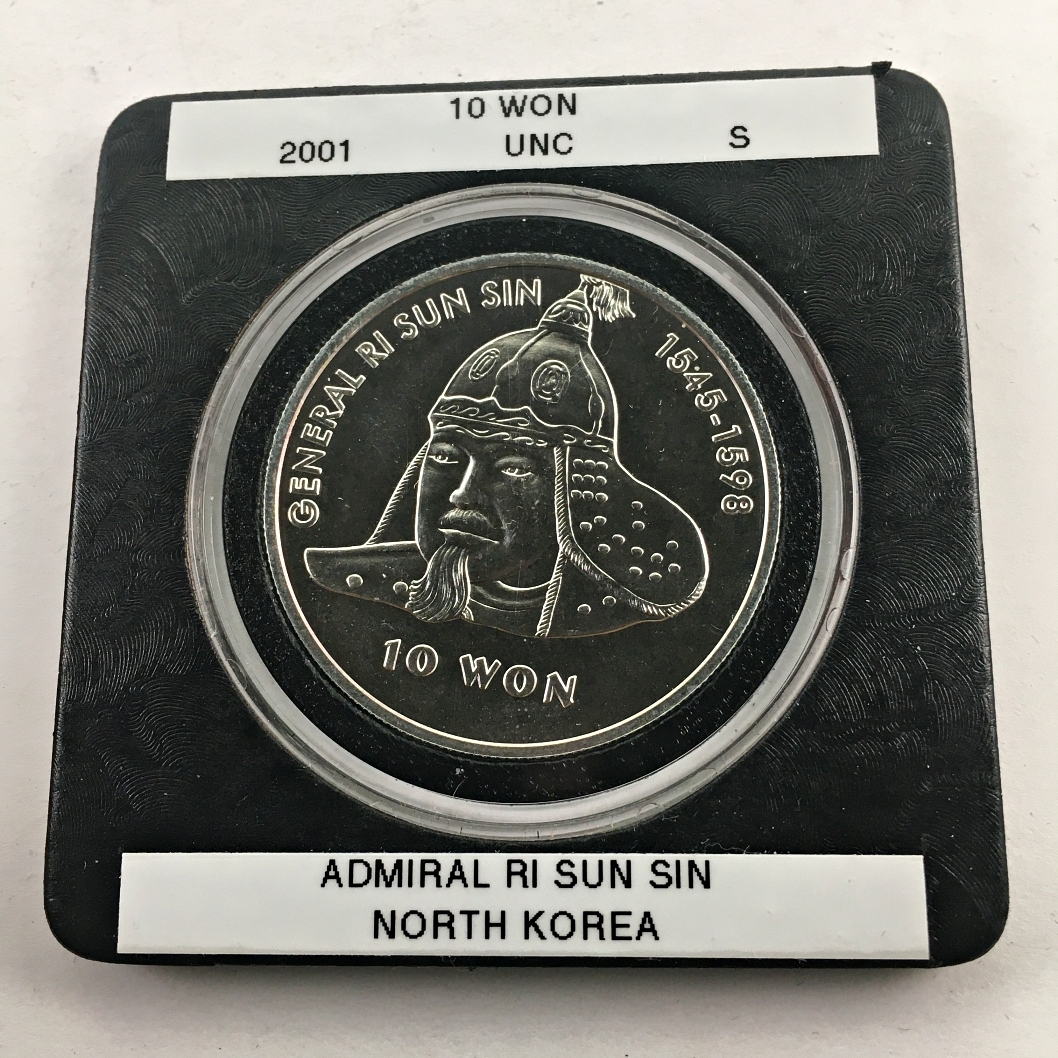 10 WON
2001 UNC S
GENERAL RI SUN SIN
1545-1598
10 WON
ADMIRAL RI SUN SIN
NORTH KOREA